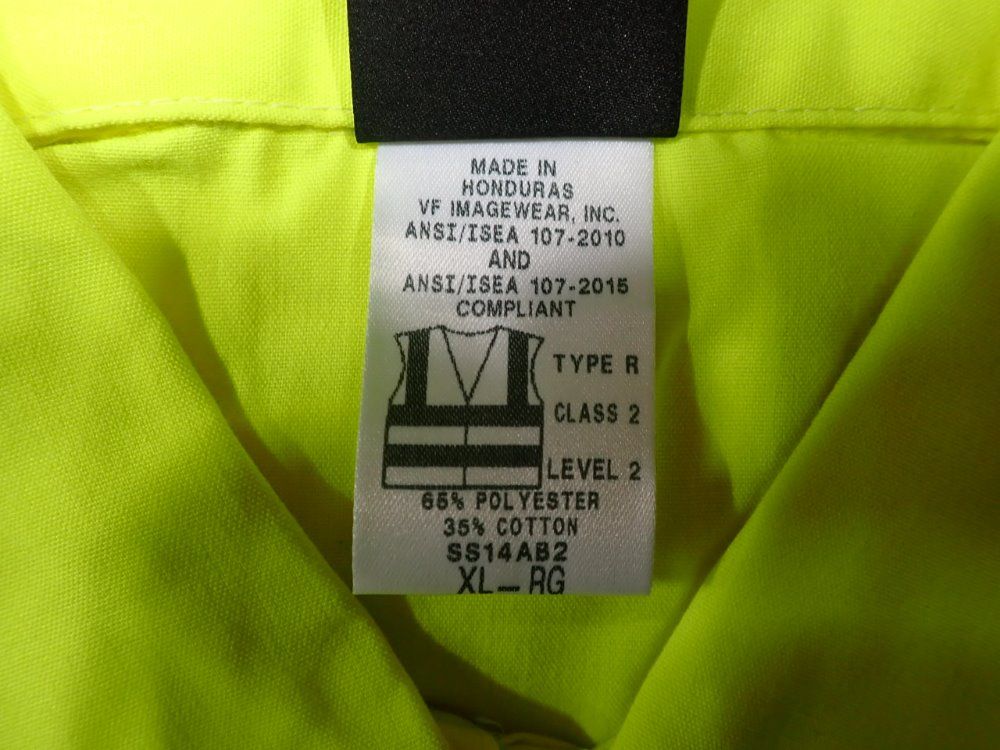 MADE IN
HONDURAS
VF IMAGEWEAR, INC.
ANSI/ISEA 107-2010
AND
ANSI/ISEA 107-2015
COMPLIANT
TYPE R
CLASS 2
LEVEL 2
65% POLYESTER
35% COTTON
SS14AB2
XL-RG